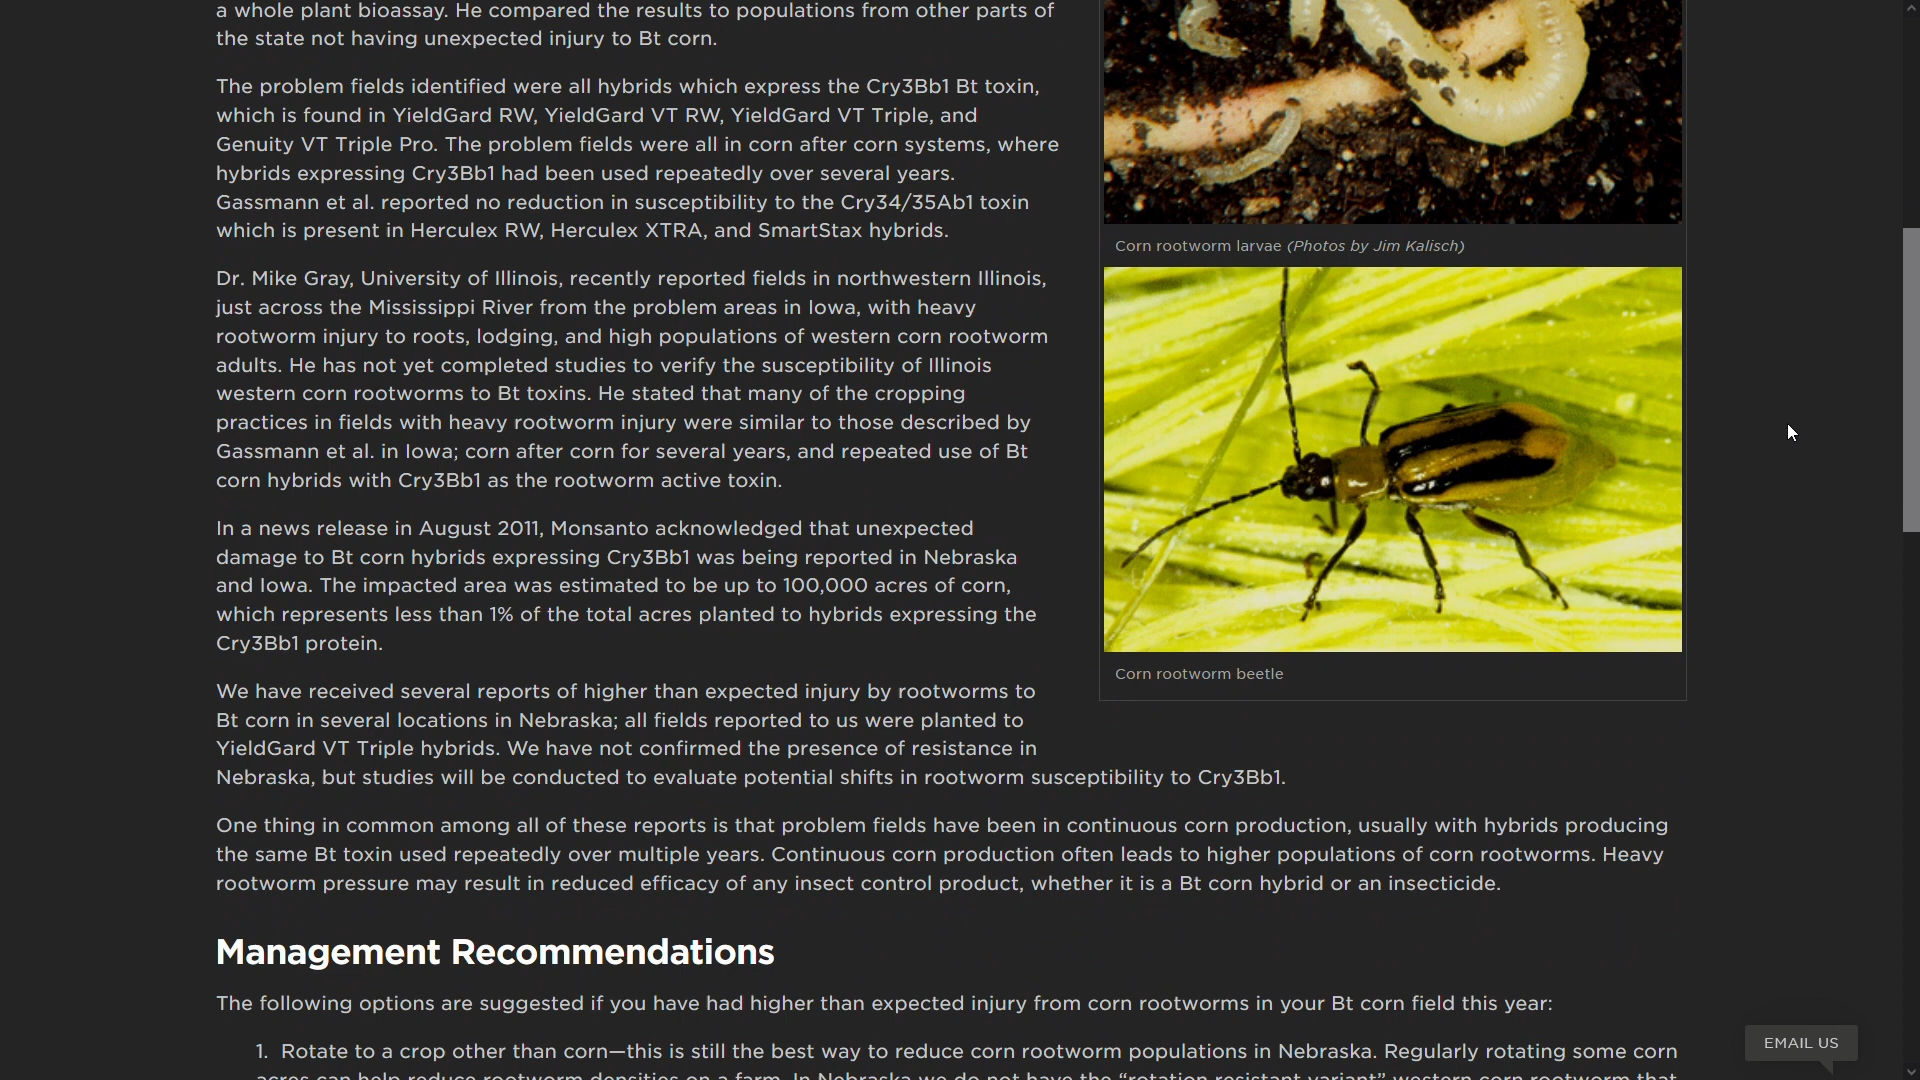 a whole plant bioassay. He compared the results to populations from other parts of
the state not having unexpected injury to Bt corn.
The problem fields identified were all hybrids which express the Cry3Bb1 Bt toxin,
which is found in YieldGard RW, YieldGard VT RW, YieldGard VT Triple, and
Genuity VT Triple Pro. The problem fields were all in corn after corn systems, where
hybrids expressing Cry3Bb1 had been used repeatedly over several years.
Gassmann et al. reported no reduction in susceptibility to the Cry34/35Ab1 toxin
which is present in Herculex RW, Herculex XTRA, and SmartStax hybrids.
Dr. Mike Gray, University of Illinois, recently reported fields in northwestern Illinois,
just across the Mississippi River from the problem areas in Iowa, with heavy
rootworm injury to roots, lodging, and high populations of western corn rootworm
adults. He has not yet completed studies to verify the susceptibility of Illinois
western corn rootworms to Bt toxins. He stated that many of the cropping
practices in fields with heavy rootworm injury were similar to those described by
Gassmann et al. in Iowa; corn after corn for several years, and repeated use of Bt
corn hybrids with Cry3Bb1 as the rootworm active toxin.
In a news release in August 2011, Monsanto acknowledged that unexpected
damage to Bt corn hybrids expressing Cry3Bb1 was being reported in Nebraska
and Iowa. The impacted area was estimated to be up to 100,000 acres of corn,
which represents less than 1% of the total acres planted to hybrids expressing the
Cry3Bb1 protein.
We have received several reports of higher than expected injury by rootworms to
Bt corn in several locations in Nebraska; all fields reported to us were planted to
YieldGard VT Triple hybrids. We have not confirmed the presence of resistance in
Nebraska, but studies will be conducted to evaluate potential shifts in rootworm susceptibility to Cry3Bb1.
Corn rootworm larvae (Photos by Jim Kalisch)
Corn rootworm beetle
One thing in common among all of these reports is that problem fields have been in continuous corn production, usually with hybrids producing
the same Bt toxin used repeatedly over multiple years. Continuous corn production often leads to higher populations of corn rootworms. Heavy
rootworm pressure may result in reduced efficacy of any insect control product, whether it is a Bt corn hybrid or an insecticide.
Management Recommendations
The following options are suggested if you have had higher than expected injury from corn rootworms in your Bt corn field this year:
1. Rotate to a crop other than corn—this is still the best way to reduce corn rootworm populations in Nebraska. Regularly rotating some corn
acres can help reduce rootworm densities on a farm. In Nebraska we do not have the “rotation resistant variant” western corn rootworm that
EMAIL US